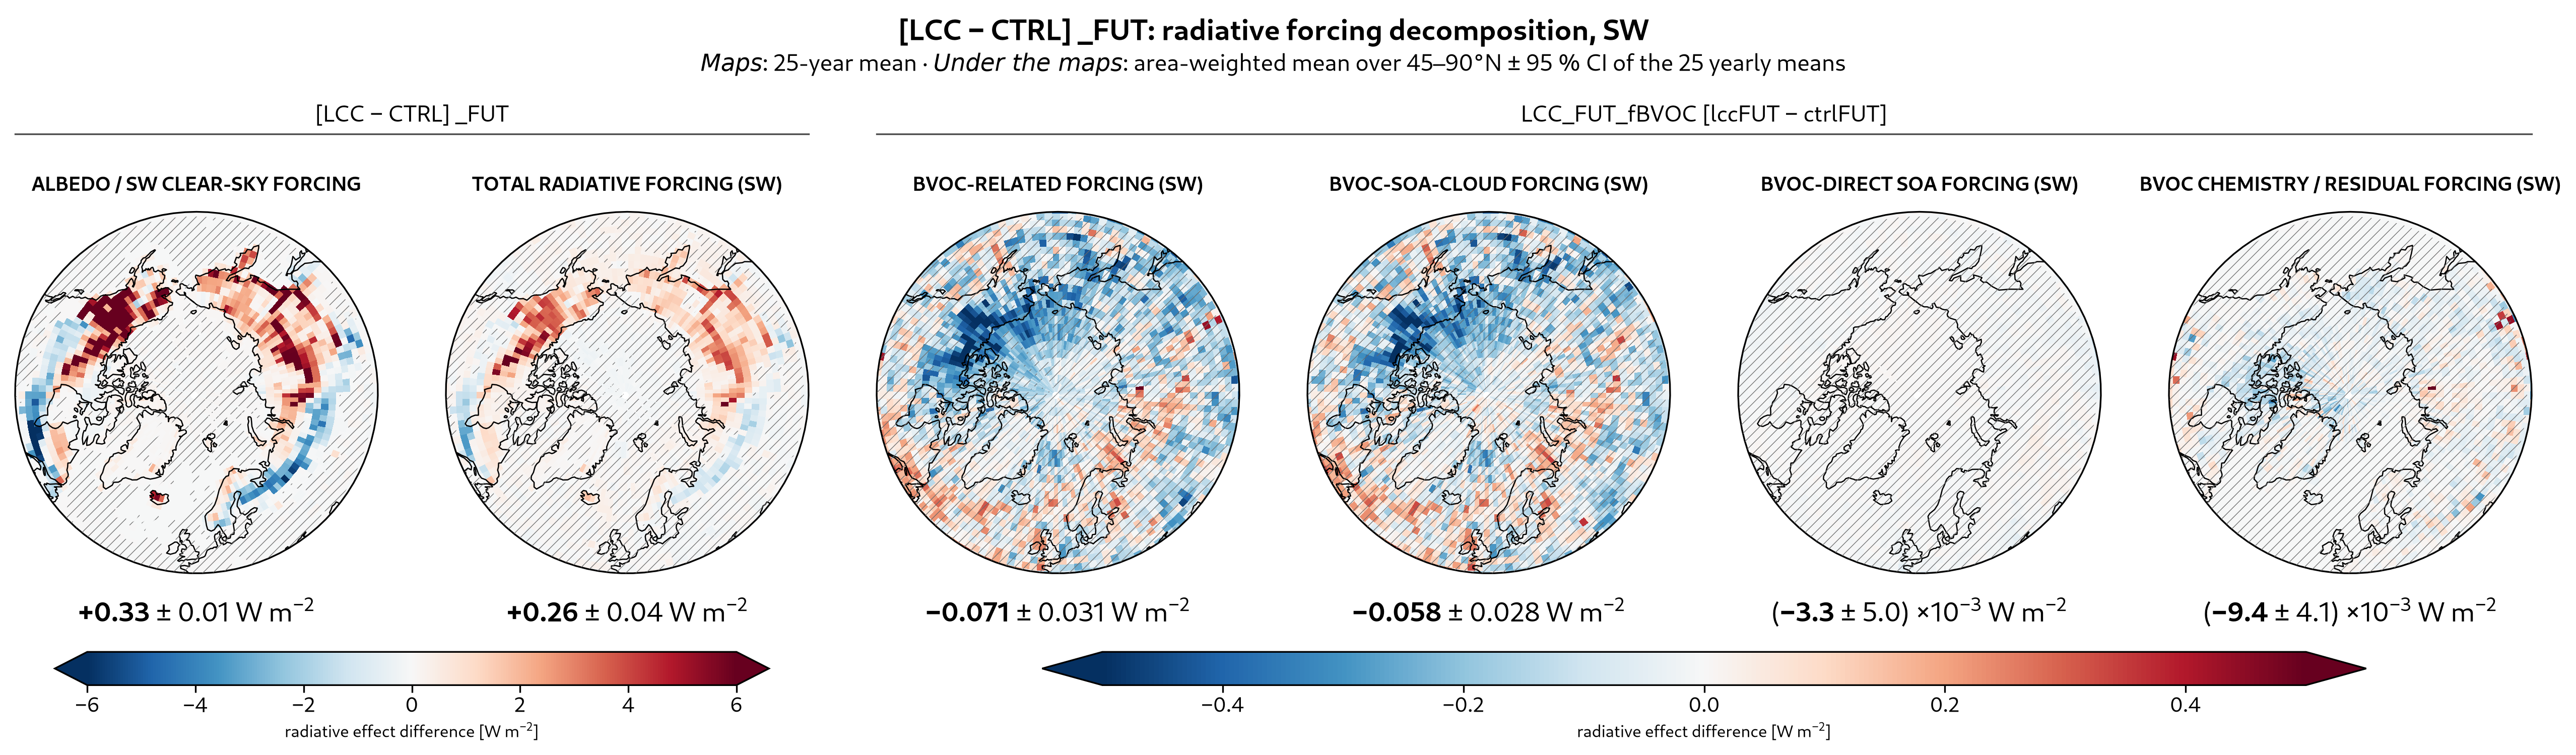 [LCC − CTRL] _FUT: radiative forcing decomposition, SW
Maps: 25-year mean · Under the maps: area-weighted mean over 45–90°N ± 95 % CI of the 25 yearly means
[LCC − CTRL] _FUT
LCC_FUT_fBVOC [lccFUT − ctrlFUT]
ALBEDO / SW CLEAR-SKY FORCING
TOTAL RADIATIVE FORCING (SW)
BVOC-RELATED FORCING (SW)
BVOC-SOA-CLOUD FORCING (SW)
BVOC-DIRECT SOA FORCING (SW)
BVOC CHEMISTRY / RESIDUAL FORCING (SW)
+0.33 ± 0.01 W m⁻²
+0.26 ± 0.04 W m⁻²
−0.071 ± 0.031 W m⁻²
−0.058 ± 0.028 W m⁻²
(−3.3 ± 5.0) ×10⁻³ W m⁻²
(−9.4 ± 4.1) ×10⁻³ W m⁻²
−6 −4 −2 0 2 4 6
radiative effect difference [W m⁻²]
−0.4 −0.2 0.0 0.2 0.4
radiative effect difference [W m⁻²]